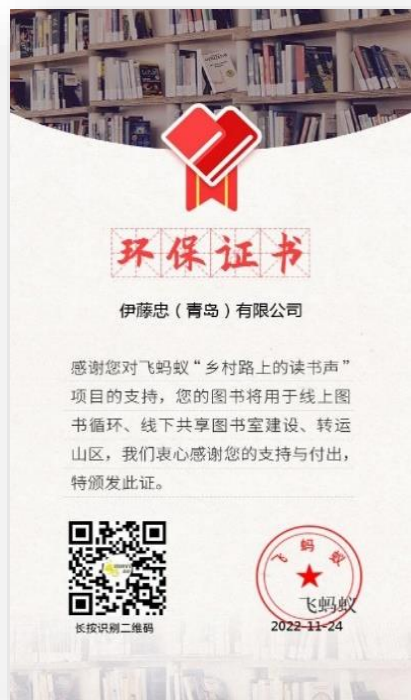 环保证书
伊藤忠（青岛）有限公司
感谢您对飞蚂蚁“乡村路上的读书声”
项目的支持，您的图书将用于线上图
书循环、线下共享图书室建设、转运
山区，我们衷心感谢您的支持与付出，
特颁发此证。
飞蚂蚁
飞蚂蚁
2022-11-24
长按识别二维码